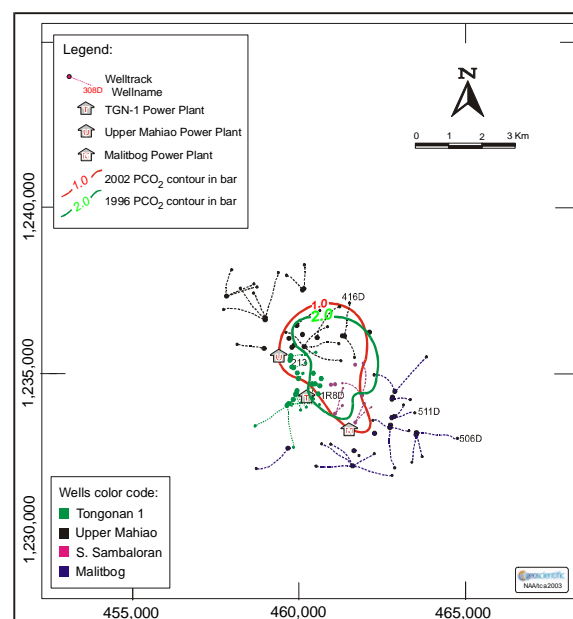 Legend:
Welltrack
308D
Wellname
TGN-1 Power Plant
Upper Mahiao Power Plant
Malitbog Power Plant
1.0
2002 PCO2 contour in bar
2.0
1996 PCO2 contour in bar
N
0 1 2 3 Km
1,240,000
1,235,000
1,230,000
1.0
2.0
416D
213
1R8D
511D
506D
Wells color code:
Tongonan 1
Upper Mahiao
S. Sambaloran
Malitbog
geoscientific
NAA/tca2003
455,000
460,000
465,000